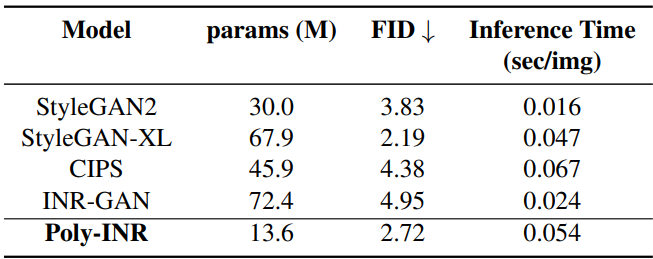 Model params (M) FID ↓ Inference Time
(sec/img)
StyleGAN2 30.0 3.83 0.016
StyleGAN-XL 67.9 2.19 0.047
CIPS 45.9 4.38 0.067
INR-GAN 72.4 4.95 0.024
Poly-INR 13.6 2.72 0.054